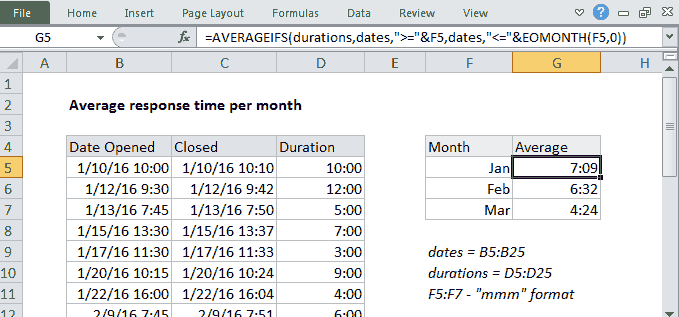 File Home Insert Page Layout Formulas Data Review View
G5 fx =AVERAGEIFS(durations,dates,">="&F5,dates,"<="&EOMONTH(F5,0))
A B C D E F G H
1
2 Average response time per month
3
4 Date Opened Closed Duration Month Average
5 1/10/16 10:00 1/10/16 10:10 10:00 Jan 7:09
6 1/12/16 9:30 1/12/16 9:42 12:00 Feb 6:32
7 1/13/16 7:45 1/13/16 7:50 5:00 Mar 4:24
8 1/15/16 13:30 1/15/16 13:37 7:00
9 1/17/16 11:30 1/17/16 11:33 3:00 dates = B5:B25
10 1/20/16 10:15 1/20/16 10:24 9:00 durations = D5:D25
11 1/22/16 16:00 1/22/16 16:04 4:00 F5:F7 - "mmm" format
12 2/9/16 7:45 2/9/16 7:51 6:00